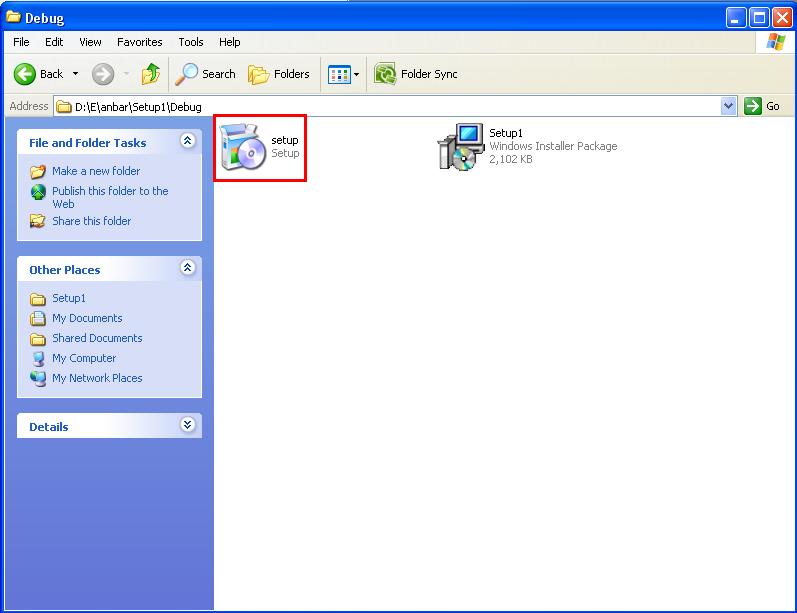 Debug
File Edit View Favorites Tools Help
Back Search Folders Folder Sync
Address D:\E\anbar\Setup1\Debug Go
File and Folder Tasks
Make a new folder
Publish this folder to the
Web
Share this folder
Other Places
Setup1
My Documents
Shared Documents
My Computer
My Network Places
Details
setup
Setup
Setup1
Windows Installer Package
2,102 KB